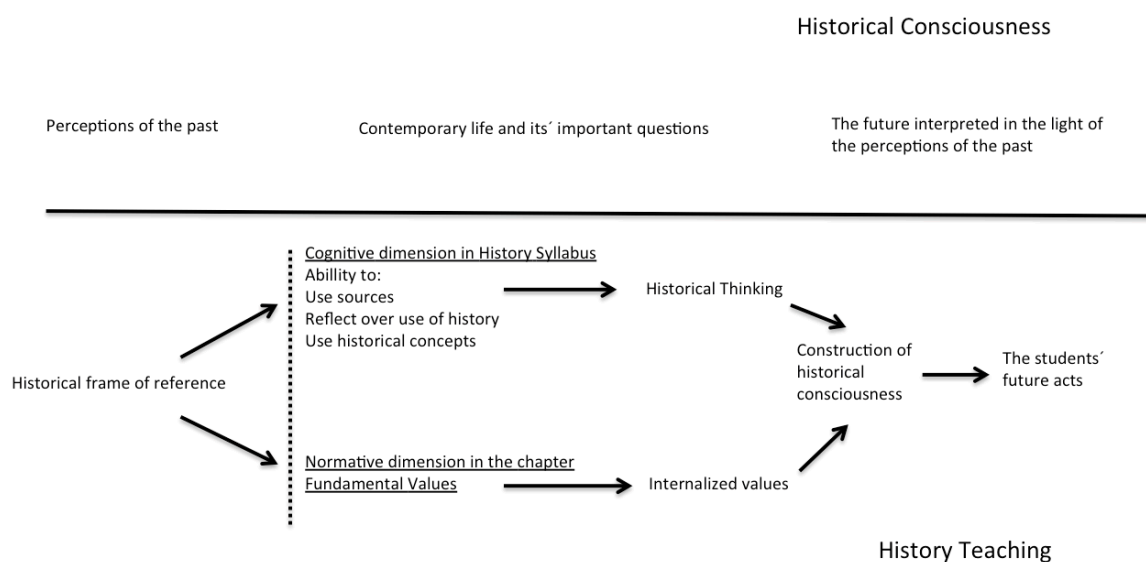 Historical Consciousness
Perceptions of the past
Contemporary life and its´ important questions
The future interpreted in the light of
the perceptions of the past
Cognitive dimension in History Syllabus
Abillity to:
Use sources
Reflect over use of history
Use historical concepts
Historical Thinking
Historical frame of reference
Construction of
historical
consciousness
The students´
future acts
Normative dimension in the chapter
Fundamental Values
Internalized values
History Teaching